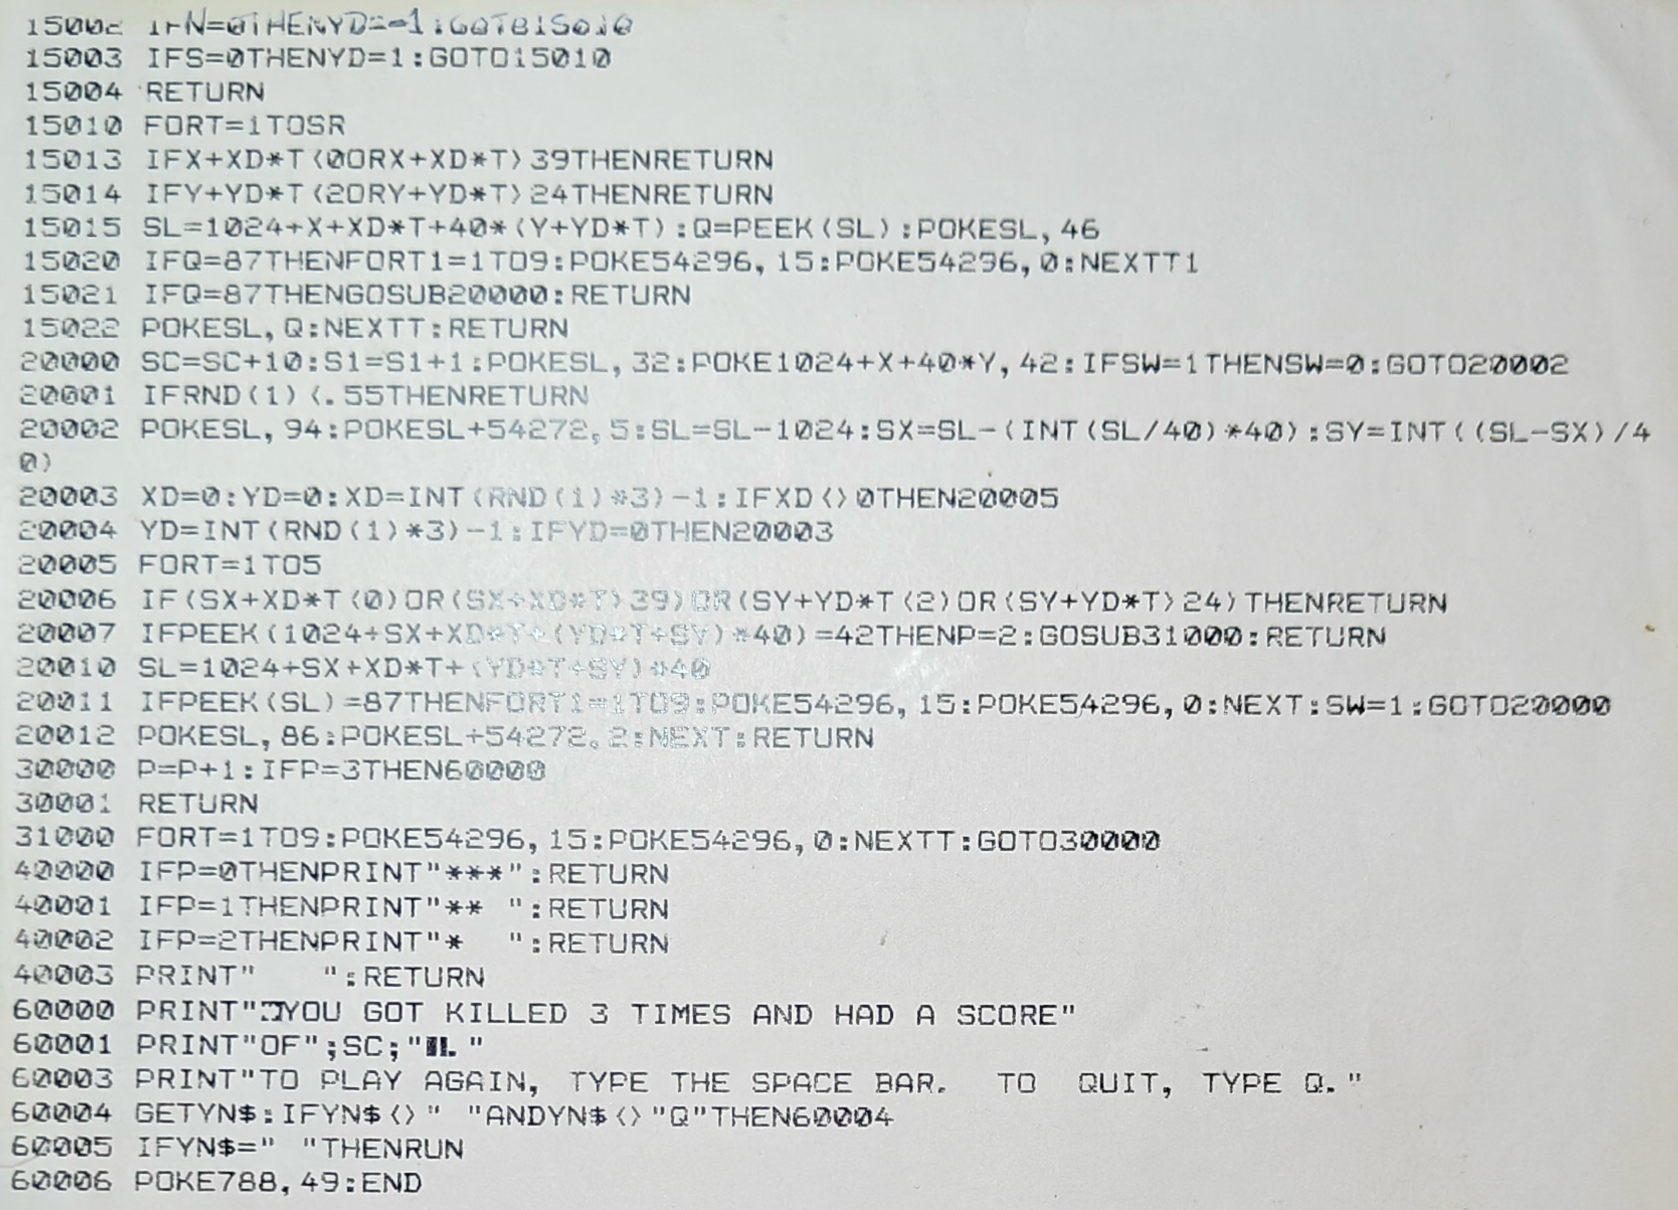 15002 IFN=0THENYD=-1:GOTO15010
15003 IFS=0THENYD=1:GOTO15010
15004 RETURN
15010 FORT=1TOSR
15013 IFX+XD*T<0ORX+XD*T>39THENRETURN
15014 IFY+YD*T<2ORY+YD*T>24THENRETURN
15015 SL=1024+X+XD*T+40*(Y+YD*T):Q=PEEK(SL):POKESL,46
15020 IFQ=87THENFORT1=1TO9:POKE54296,15:POKE54296,0:NEXTT1
15021 IFQ=87THENGOSUB20000:RETURN
15022 POKESL,Q:NEXTT:RETURN
20000 SC=SC+10:S1=S1+1:POKESL,32:POKE1024+X+40*Y,42:IFSW=1THENSW=0:GOTO20002
20001 IFRND(1)<.55THENRETURN
20002 POKESL,94:POKESL+54272,5:SL=SL-1024:SX=SL-(INT(SL/40)*40):SY=INT((SL-SX)/4
0)
20003 XD=0:YD=0:XD=INT(RND(1)*3)-1:IFXD<>0THEN20005
20004 YD=INT(RND(1)*3)-1:IFYD=0THEN20003
20005 FORT=1TO5
20006 IF(SX+XD*T<0)OR(SX+XD*T>39)OR(SY+YD*T<2)OR(SY+YD*T>24)THENRETURN
20007 IFPEEK(1024+SX+XD*T+(YD*T+SY)*40)=42THENP=2:GOSUB31000:RETURN
20010 SL=1024+SX+XD*T+(YD*T+SY)*40
20011 IFPEEK(SL)=87THENFORT1=1TO9:POKE54296,15:POKE54296,0:NEXT:SW=1:GOTO20000
20012 POKESL,86:POKESL+54272,2:NEXT:RETURN
30000 P=P+1:IFP=3THEN60000
30001 RETURN
31000 FORT=1TO9:POKE54296,15:POKE54296,0:NEXTT:GOTO30000
40000 IFP=0THENPRINT"***":RETURN
40001 IFP=1THENPRINT"** ":RETURN
40002 IFP=2THENPRINT"*  ":RETURN
40003 PRINT"   ":RETURN
60000 PRINT"YOU GOT KILLED 3 TIMES AND HAD A SCORE"
60001 PRINT"OF";SC;"."
60003 PRINT"TO PLAY AGAIN, TYPE THE SPACE BAR.  TO  QUIT, TYPE Q."
60004 GETYN$:IFYN$<>" "ANDYN$<>"Q"THEN60004
60005 IFYN$=" "THENRUN
60006 POKE788,49:END